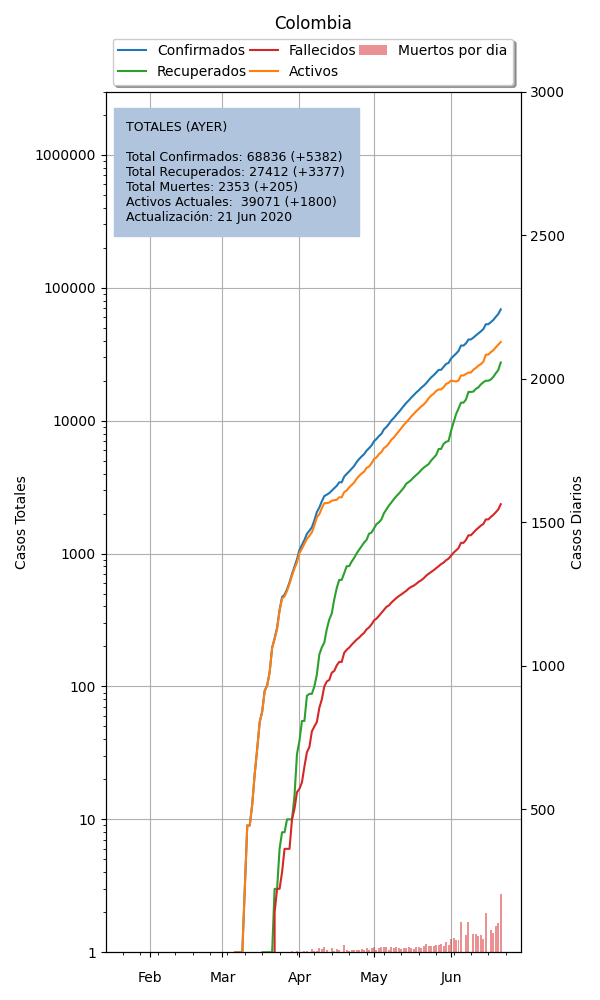 Colombia
Confirmados
Fallecidos
Muertos por dia
Recuperados
Activos
TOTALES (AYER)
Total Confirmados: 68836 (+5382)
Total Recuperados: 27412 (+3377)
Total Muertes: 2353 (+205)
Activos Actuales:  39071 (+1800)
Actualización: 21 Jun 2020
1000000
100000
10000
1000
100
10
1
Casos Totales
3000
2500
2000
1500
1000
500
Casos Diarios
Feb
Mar
Apr
May
Jun